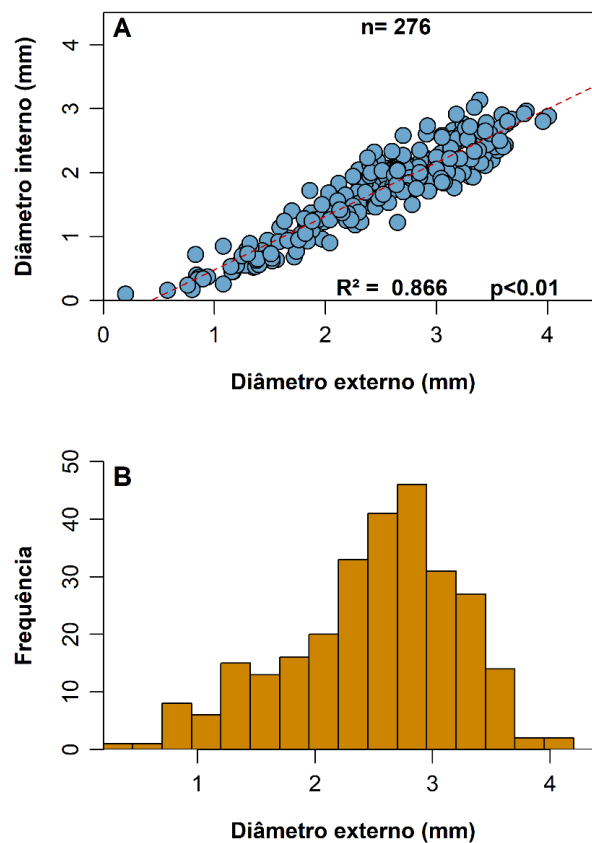 A
n= 276
Diâmetro interno (mm)
4
3
2
1
0
R² = 0.866 p<0.01
0 1 2 3 4
Diâmetro externo (mm)
B
Frequência
50
40
30
20
10
0
1 2 3 4
Diâmetro externo (mm)